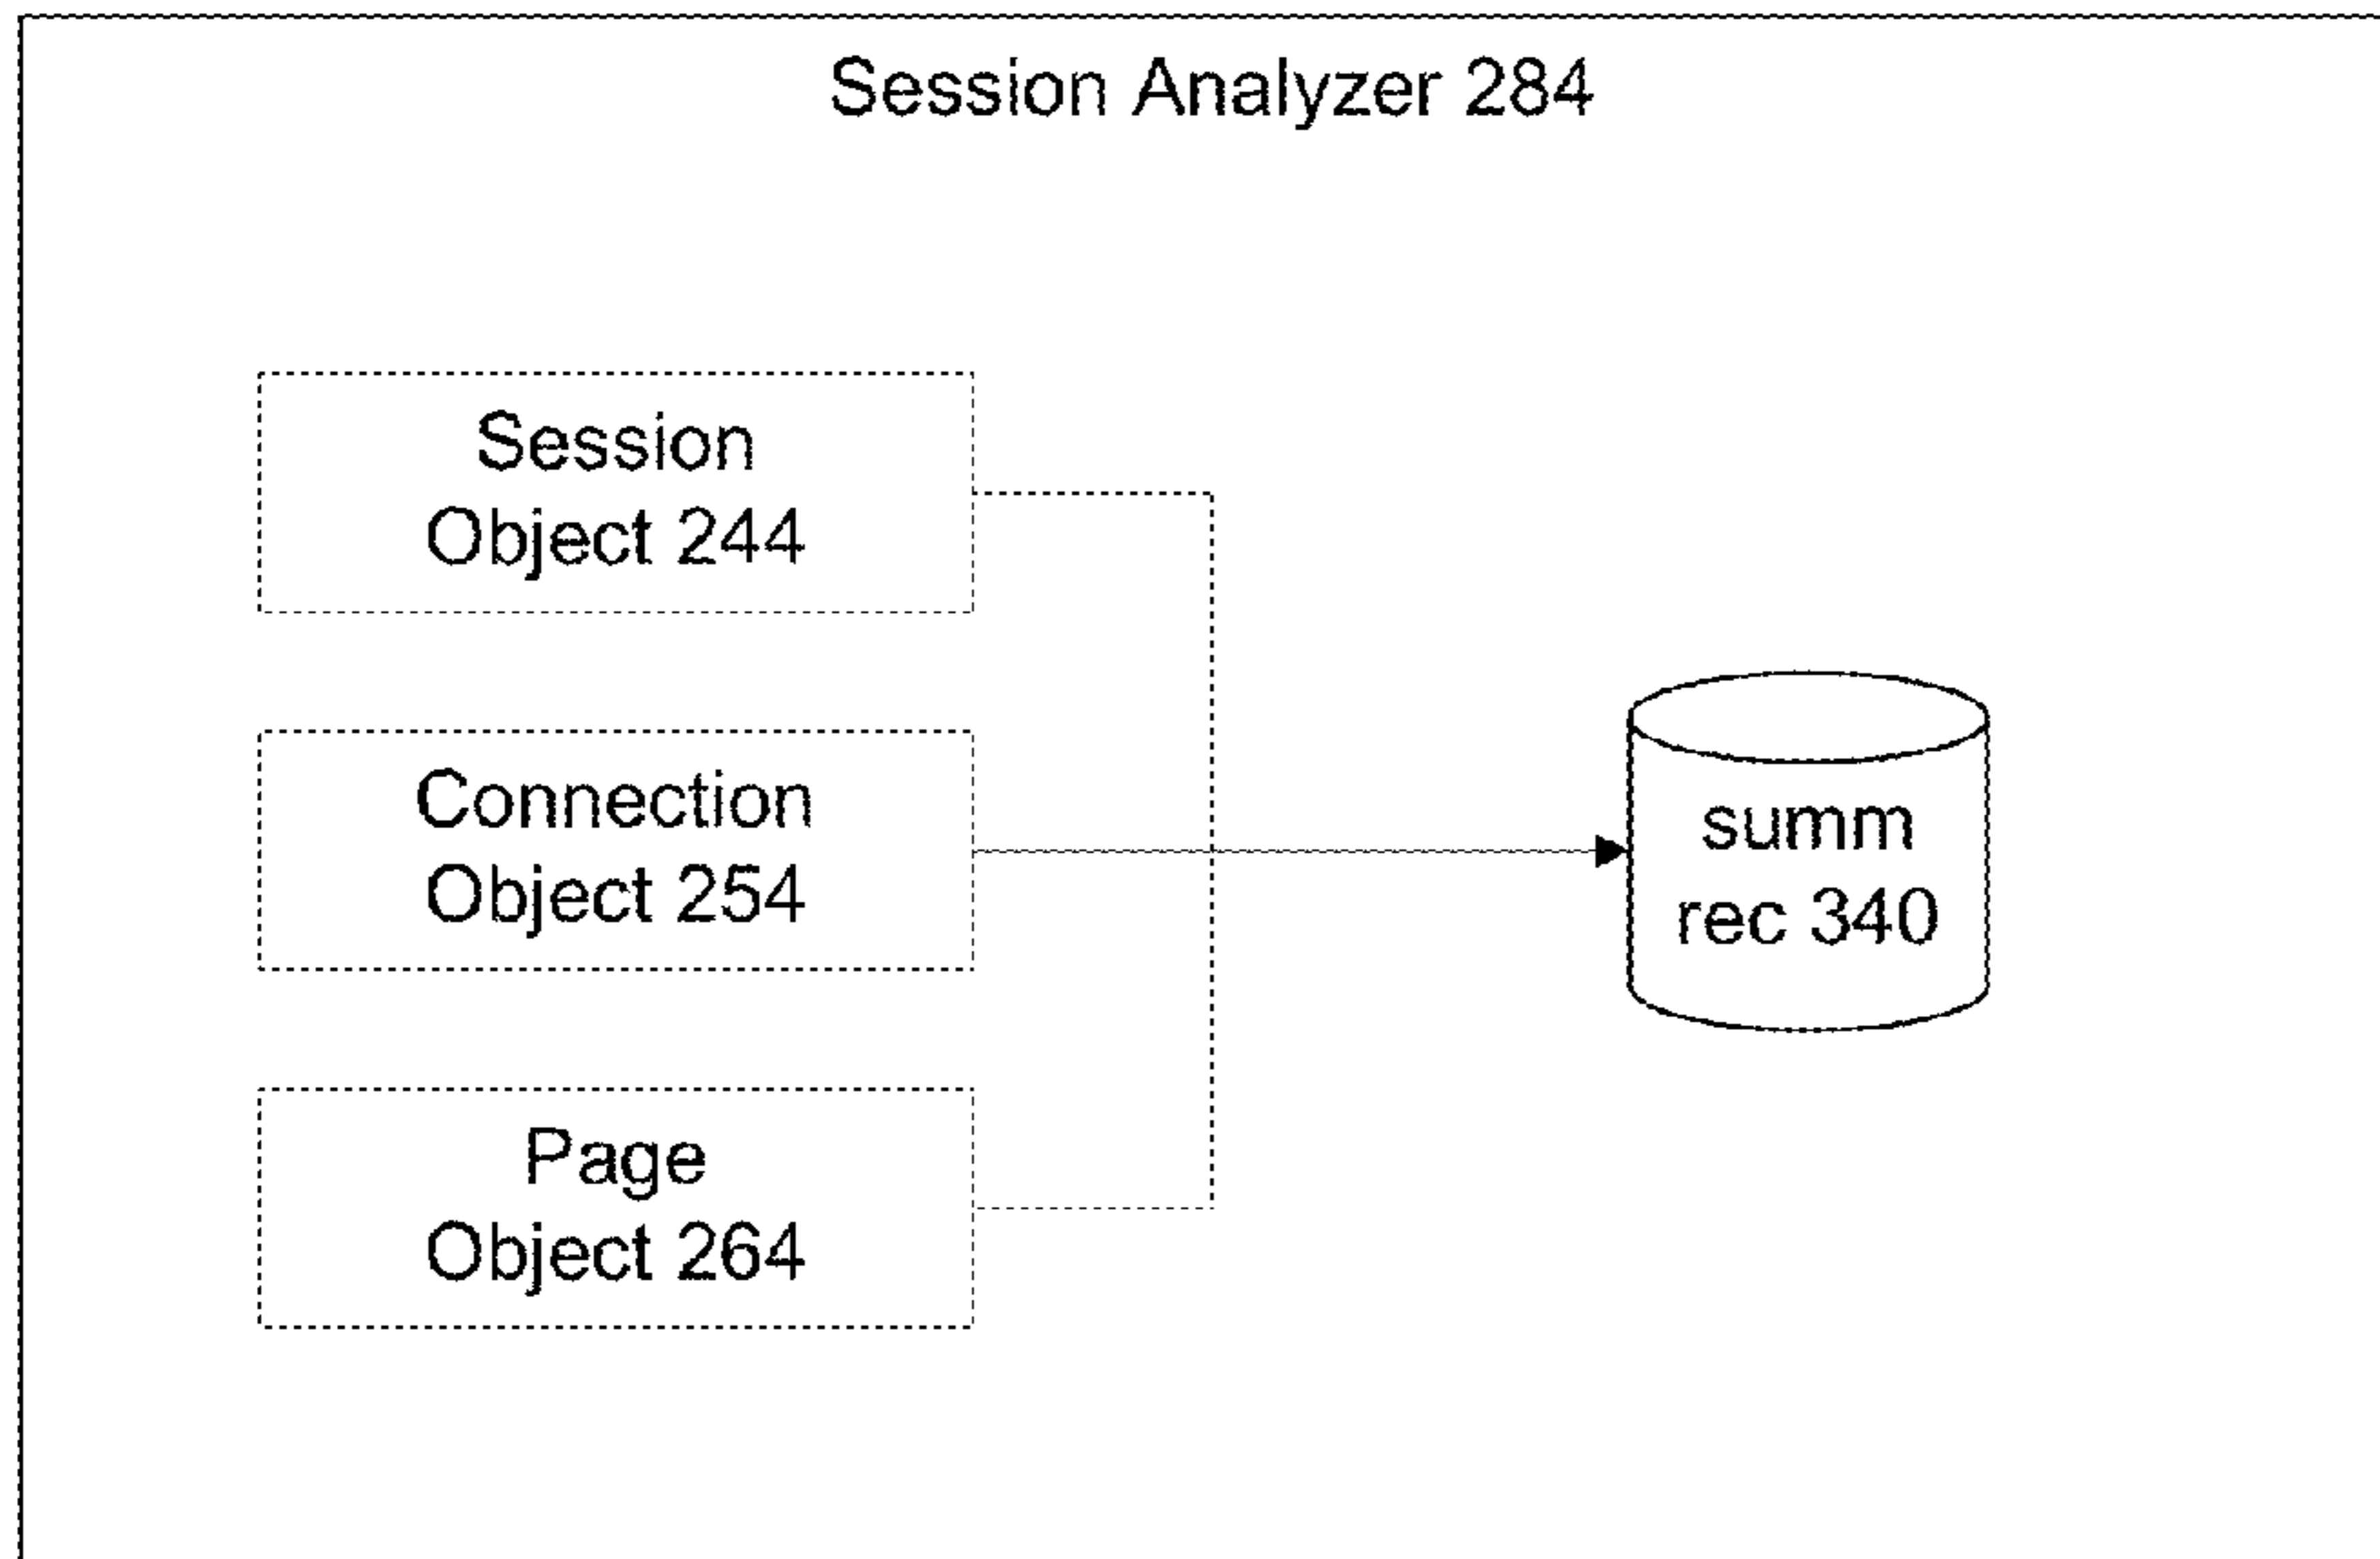 Session Analyzer 284
Session
Object 244
Connection
Object 254
summ
rec 340
Page
Object 264